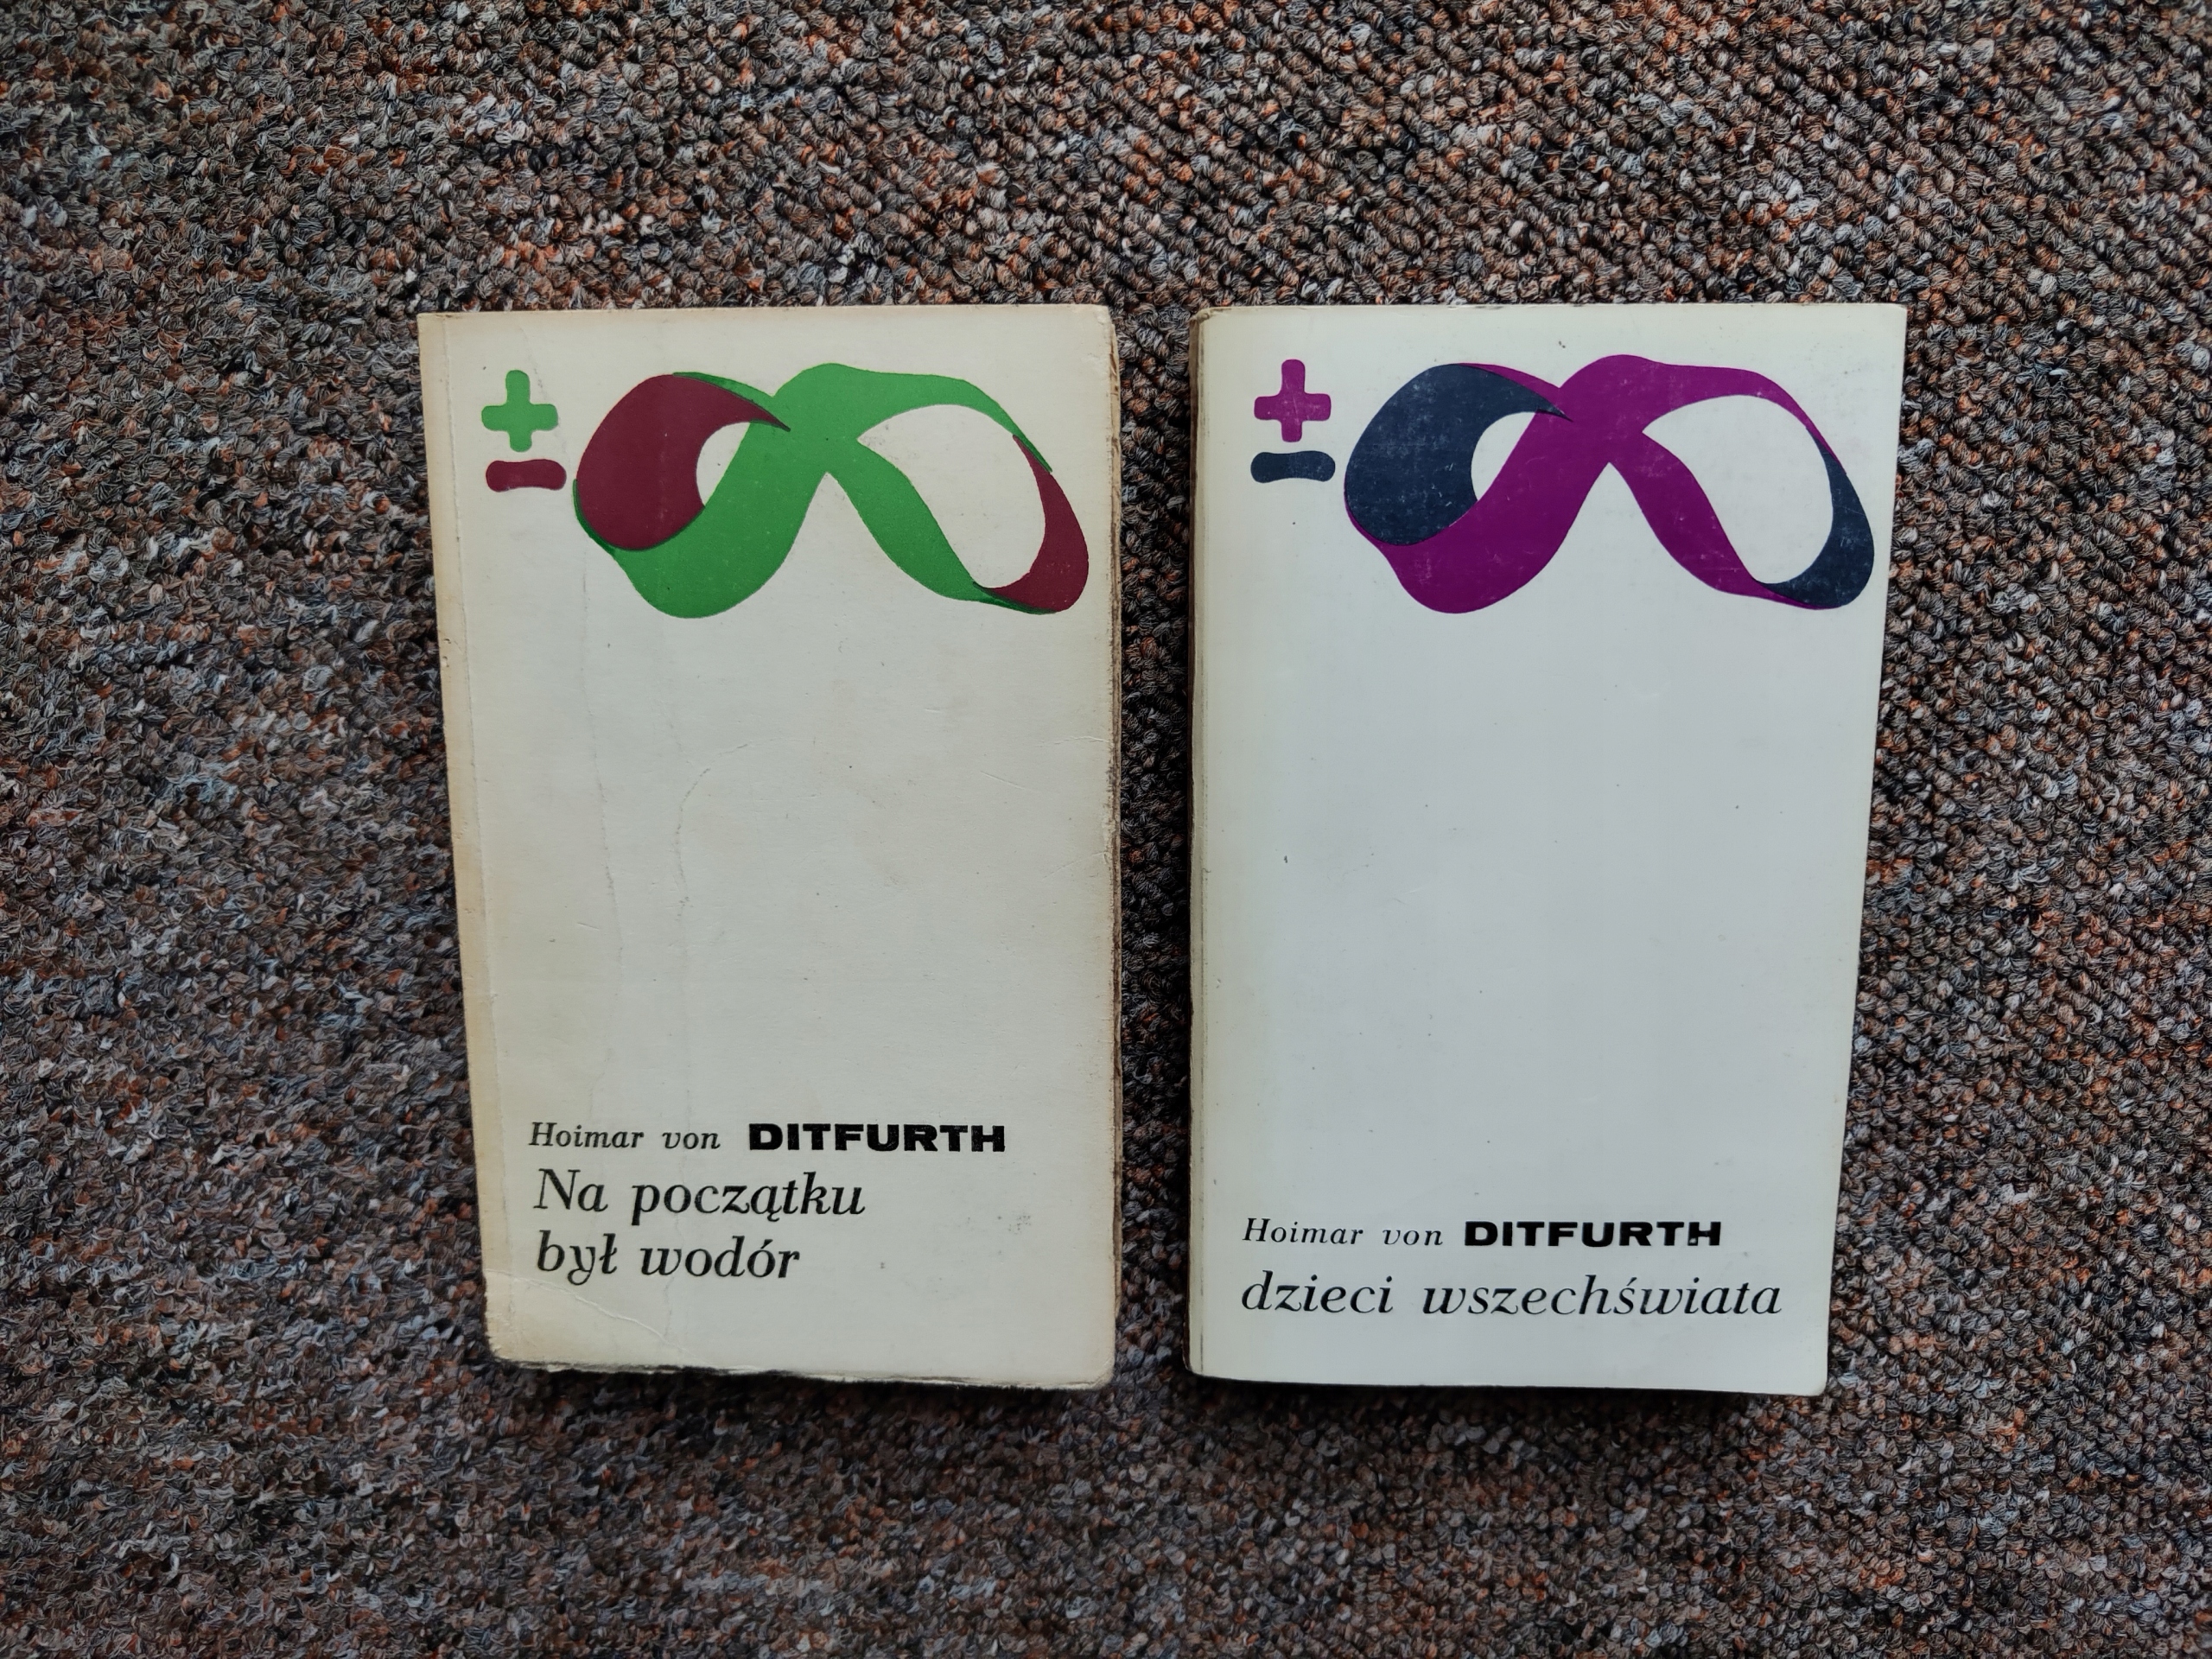 +
−
Hoimar von DITFURTH
Na początku
był wodór
+
−
Hoimar von DITFURTH
dzieci wszechświata